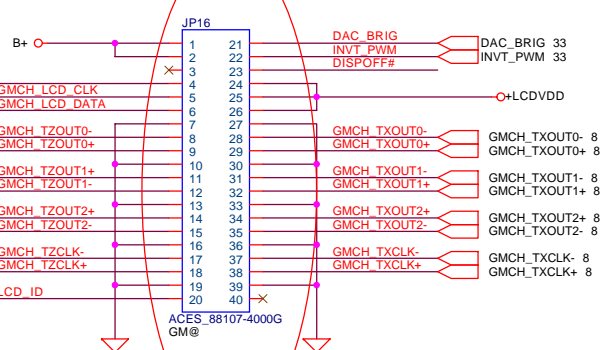 JP16
B+
1 21 DAC_BRIG DAC_BRIG 33
2 22 INVT_PWM INVT_PWM 33
3 23 DISPOFF#
4 24
GMCH_LCD_CLK 5 25 +LCDVDD
GMCH_LCD_DATA 6 26
7 27
GMCH_TZOUT0- 8 28 GMCH_TXOUT0- GMCH_TXOUT0- 8
GMCH_TZOUT0+ 9 29 GMCH_TXOUT0+ GMCH_TXOUT0+ 8
10 30
GMCH_TZOUT1+ 11 31 GMCH_TXOUT1- GMCH_TXOUT1- 8
GMCH_TZOUT1- 12 32 GMCH_TXOUT1+ GMCH_TXOUT1+ 8
13 33
GMCH_TZOUT2+ 14 34 GMCH_TXOUT2+ GMCH_TXOUT2+ 8
GMCH_TZOUT2- 15 35 GMCH_TXOUT2- GMCH_TXOUT2- 8
16 36
GMCH_TZCLK- 17 37 GMCH_TXCLK- GMCH_TXCLK- 8
GMCH_TZCLK+ 18 38 GMCH_TXCLK+ GMCH_TXCLK+ 8
19 39
LCD_ID 20 40
ACES_88107-4000G
GM@